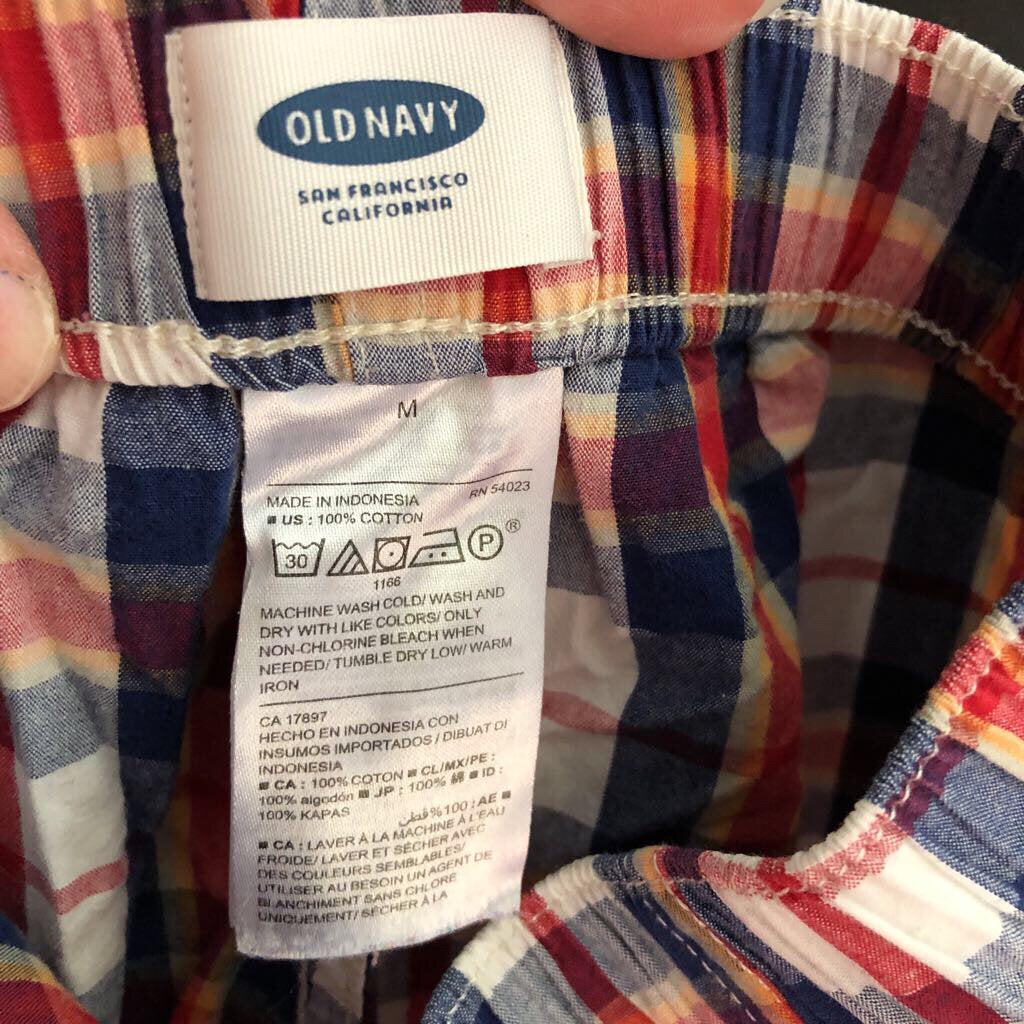 OLD NAVY
SAN FRANCISCO
CALIFORNIA
M
MADE IN INDONESIA RN 54023
■ US : 100% COTTON
30 P ®
1166
MACHINE WASH COLD/ WASH AND
DRY WITH LIKE COLORS/ ONLY
NON-CHLORINE BLEACH WHEN
NEEDED/ TUMBLE DRY LOW/ WARM
IRON
CA 17897
HECHO EN INDONESIA CON
INSUMOS IMPORTADOS / DIBUAT DI
INDONESIA
■ CA : 100% COTON ■ CL/MX/PE :
100% algodón ■ JP : 100% 綿 ■ ID :
100% KAPAS قطن 100% : AE ■
■ CA : LAVER À LA MACHINE À L'EAU
FROIDE/ LAVER ET SÉCHER AVEC
DES COULEURS SEMBLABLES/
UTILISER AU BESOIN UN AGENT DE
BLANCHIMENT SANS CHLORE
UNIQUEMENT/ SÉCHER À LA